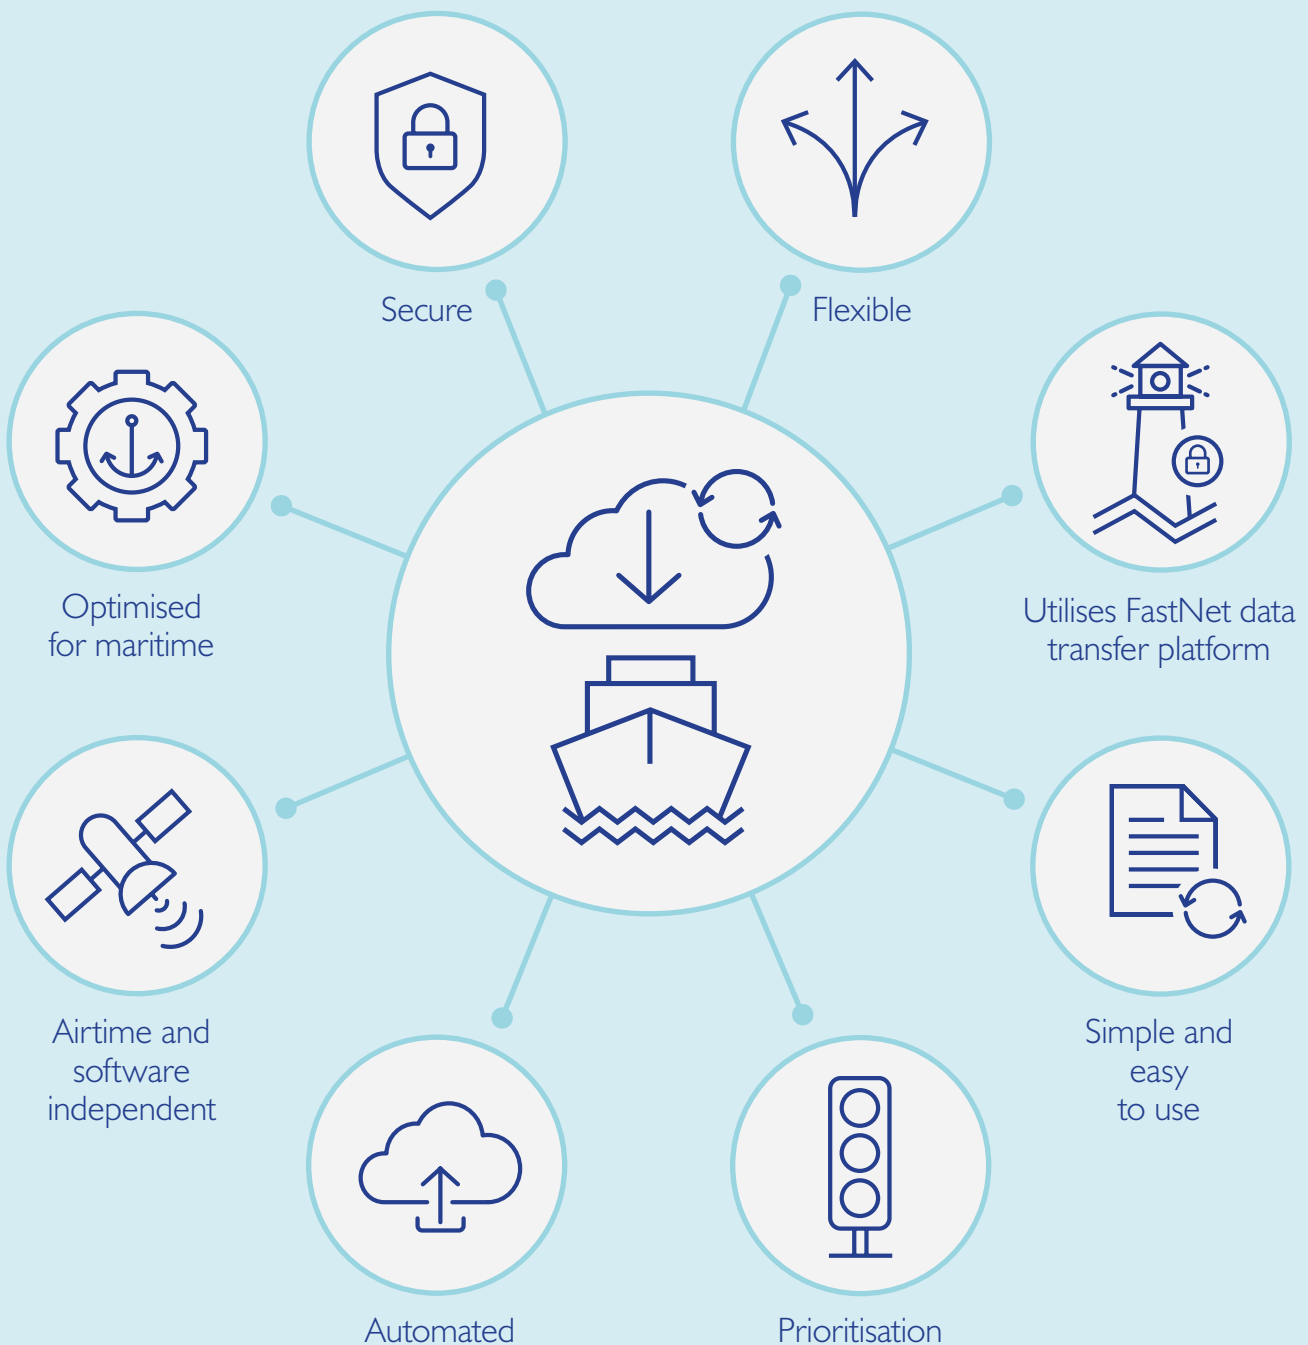 Secure
Flexible
Optimised
for maritime
Utilises FastNet data
transfer platform
Airtime and
software
independent
Simple and
easy
to use
Automated
Prioritisation